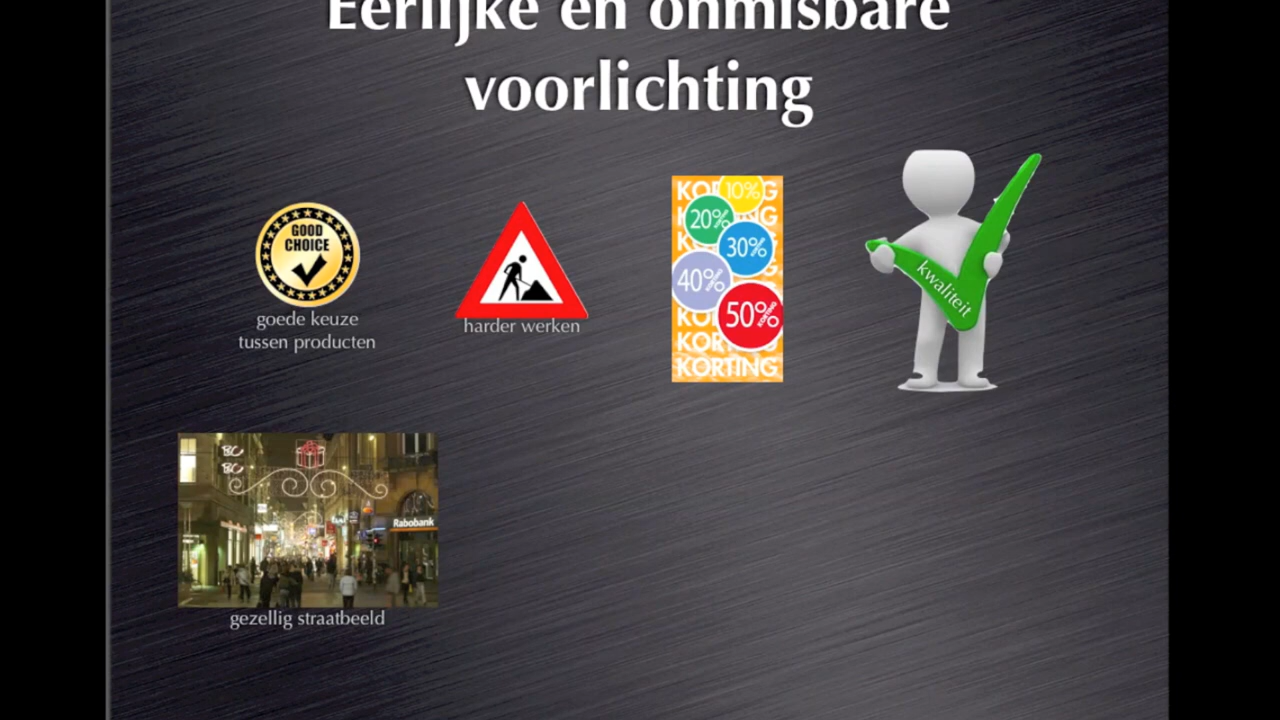 Eerlijke en onmisbare
voorlichting
GOOD
CHOICE
goede keuze
tussen producten
harder werken
10%
20%
30%
40%
50%
KORTING
kwaliteit
Rabobank
gezellig straatbeeld